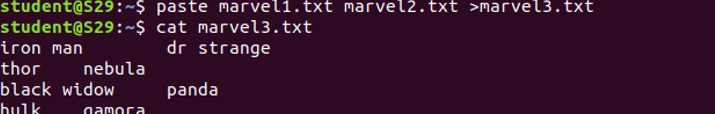 student@S29:~$ paste marvel1.txt marvel2.txt >marvel3.txt
student@S29:~$ cat marvel3.txt
iron man	dr strange
thor	nebula
black widow	panda
hulk	gamora